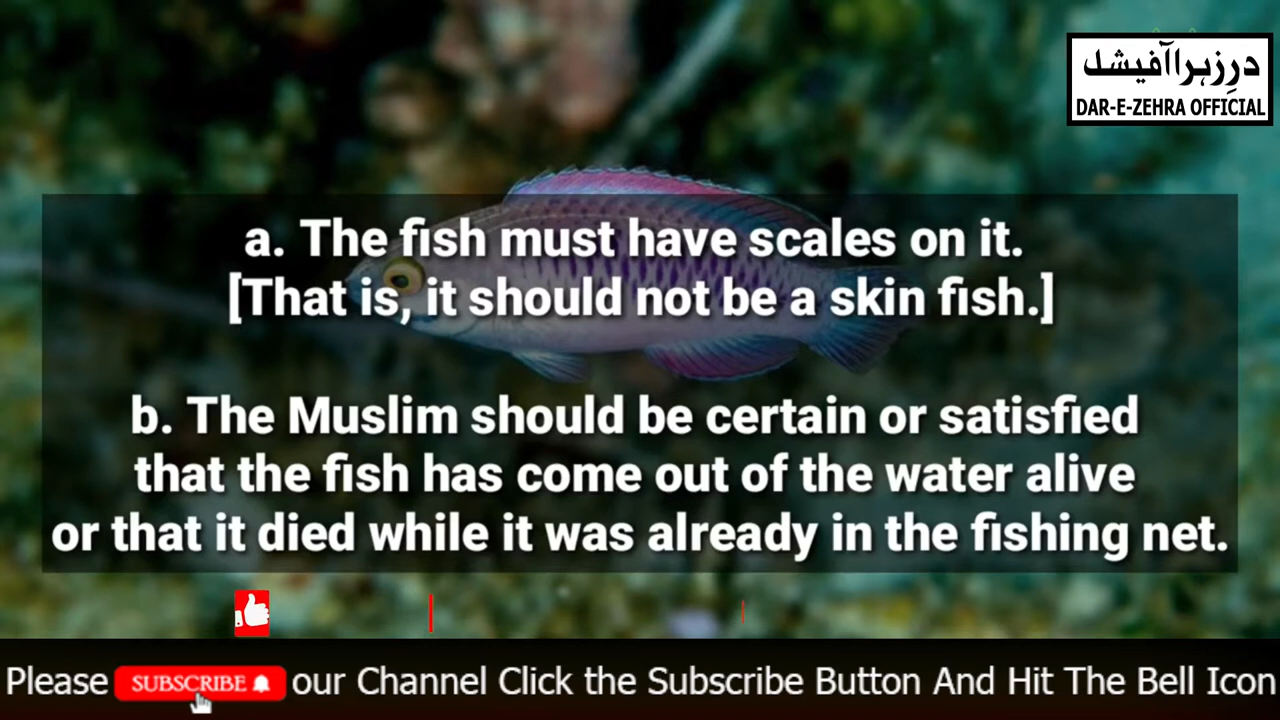 درِزہراآفیشل
DAR-E-ZEHRA OFFICIAL
a. The fish must have scales on it.
[That is, it should not be a skin fish.]
b. The Muslim should be certain or satisfied
that the fish has come out of the water alive
or that it died while it was already in the fishing net.
Please SUBSCRIBE our Channel Click the Subscribe Button And Hit The Bell Icon